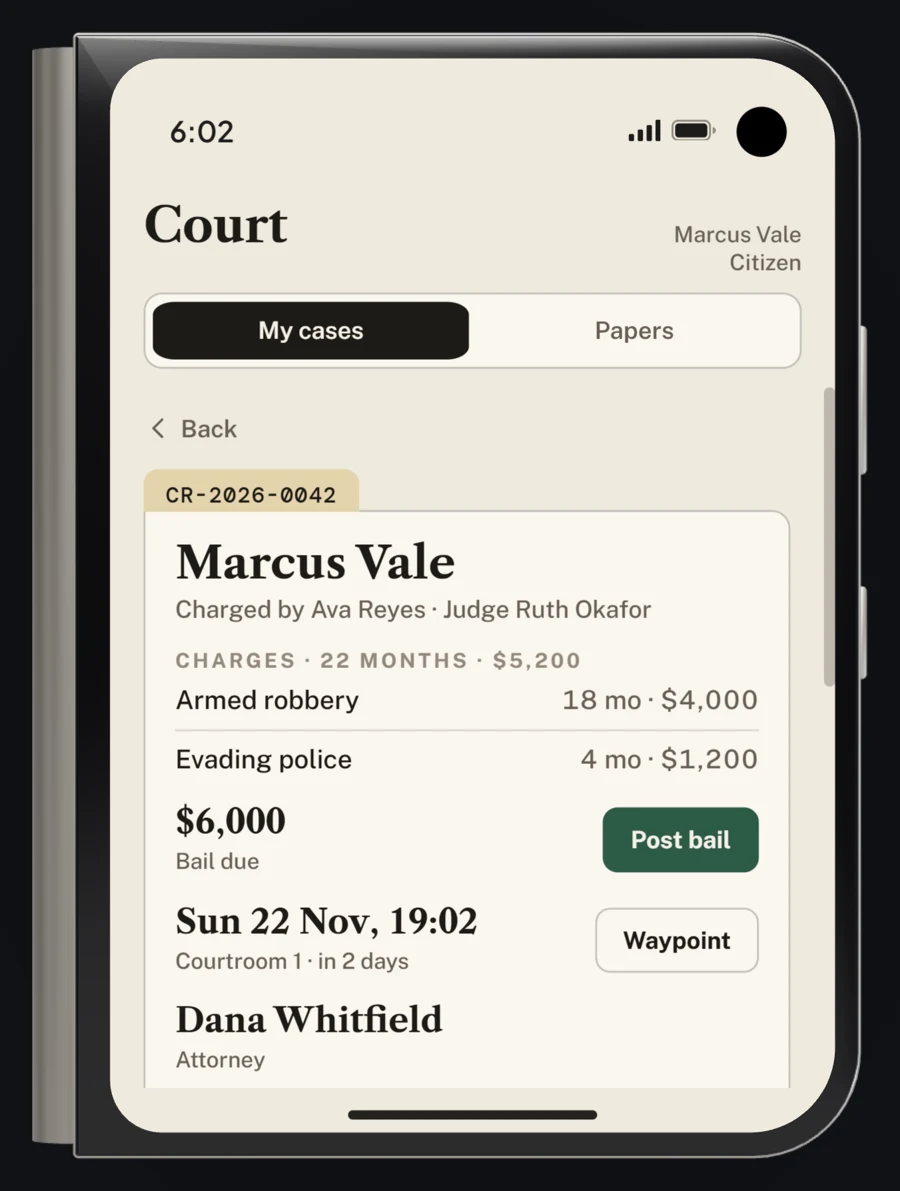 6:02
Court
Marcus Vale
Citizen
My cases
Papers
Back
CR-2026-0042
Marcus Vale
Charged by Ava Reyes · Judge Ruth Okafor
CHARGES · 22 MONTHS · $5,200
Armed robbery 18 mo · $4,000
Evading police 4 mo · $1,200
$6,000
Bail due
Post bail
Sun 22 Nov, 19:02
Courtroom 1 · in 2 days
Waypoint
Dana Whitfield
Attorney